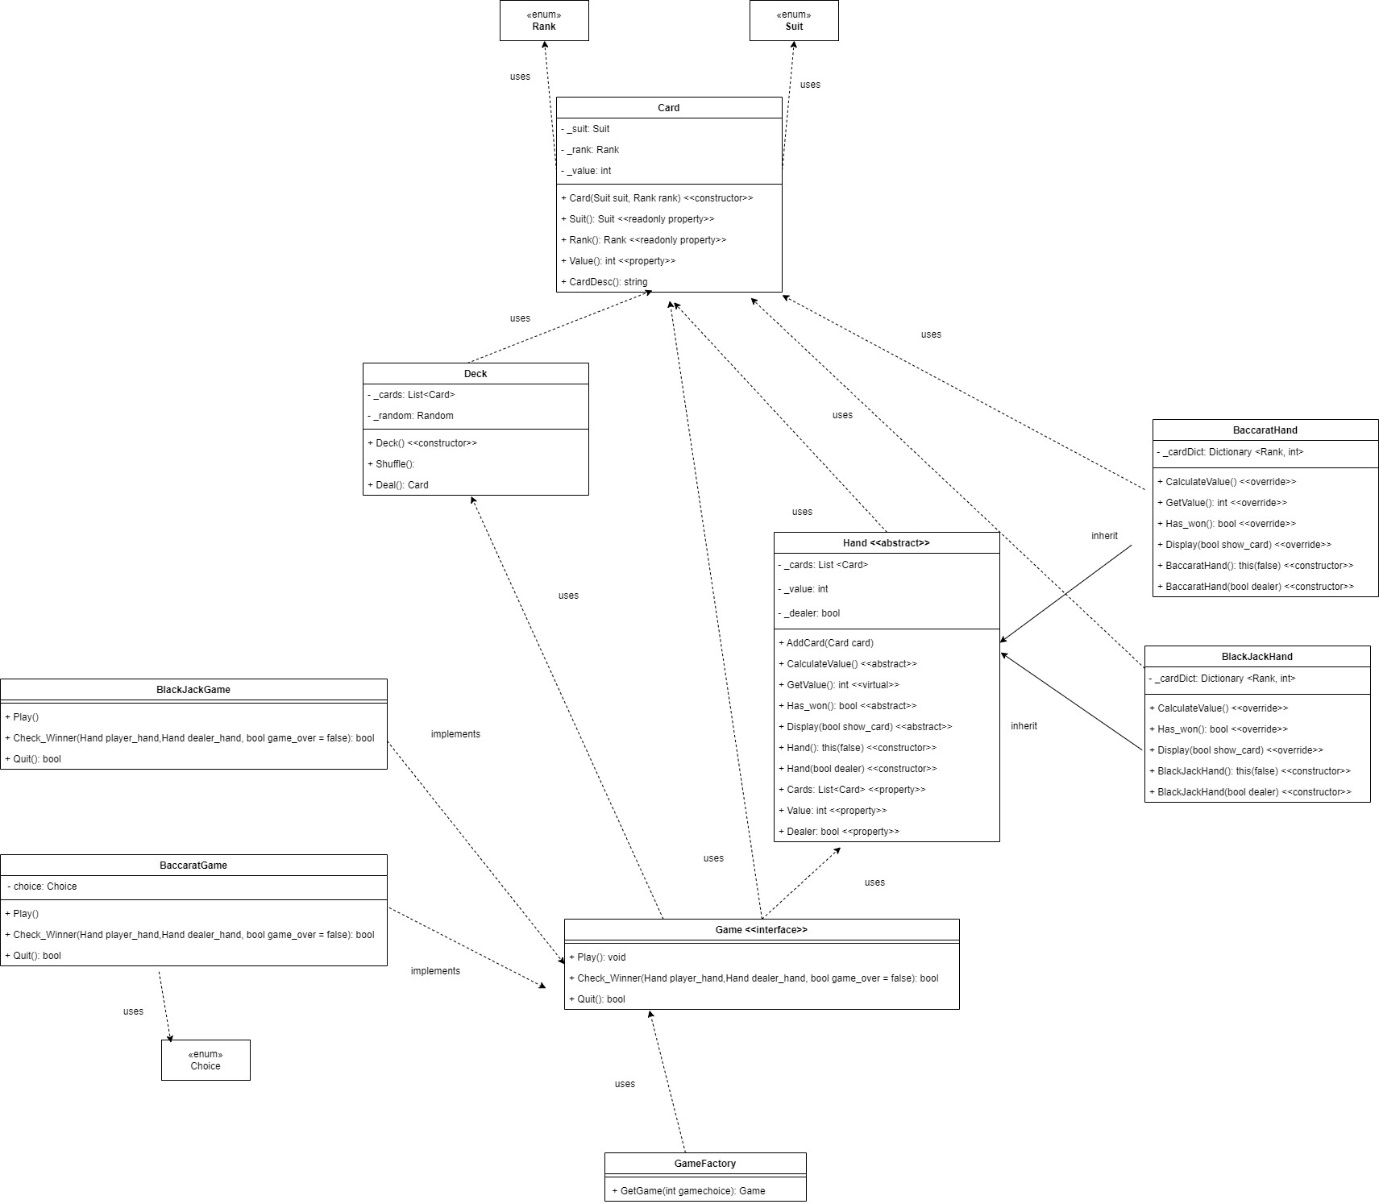 «enum»
Rank
«enum»
Suit
uses
uses
Card
- _suit: Suit
- _rank: Rank
- _value: int
+ Card(Suit suit, Rank rank) <<constructor>>
+ Suit(): Suit <<readonly property>>
+ Rank(): Rank <<readonly property>>
+ Value(): int <<property>>
+ CardDesc(): string
uses
uses
uses
Deck
- _cards: List<Card>
- _random: Random
+ Deck() <<constructor>>
+ Shuffle():
+ Deal(): Card
BaccaratHand
- _cardDict: Dictionary <Rank, int>
+ CalculateValue() <<override>>
+ GetValue(): int <<override>>
+ Has_won(): bool <<override>>
+ Display(bool show_card) <<override>>
+ BaccaratHand(): this(false) <<constructor>>
+ BaccaratHand(bool dealer) <<constructor>>
uses
inherit
Hand <<abstract>>
- _cards: List <Card>
- _value: int
- _dealer: bool
+ AddCard(Card card)
+ CalculateValue() <<abstract>>
+ GetValue(): int <<virtual>>
+ Has_won(): bool <<abstract>>
+ Display(bool show_card) <<abstract>>
+ Hand(): this(false) <<constructor>>
+ Hand(bool dealer) <<constructor>>
+ Cards: List<Card> <<property>>
+ Value: int <<property>>
+ Dealer: bool <<property>>
uses
BlackJackHand
- _cardDict: Dictionary <Rank, int>
+ CalculateValue() <<override>>
+ Has_won(): bool <<override>>
+ Display(bool show_card) <<override>>
+ BlackJackHand(): this(false) <<constructor>>
+ BlackJackHand(bool dealer) <<constructor>>
inherit
BlackJackGame
+ Play()
+ Check_Winner(Hand player_hand,Hand dealer_hand, bool game_over = false): bool
+ Quit(): bool
implements
BaccaratGame
- choice: Choice
+ Play()
+ Check_Winner(Hand player_hand,Hand dealer_hand, bool game_over = false): bool
+ Quit(): bool
uses
uses
implements
Game <<interface>>
+ Play(): void
+ Check_Winner(Hand player_hand,Hand dealer_hand, bool game_over = false): bool
+ Quit(): bool
uses
«enum»
Choice
uses
GameFactory
+ GetGame(int gamechoice): Game